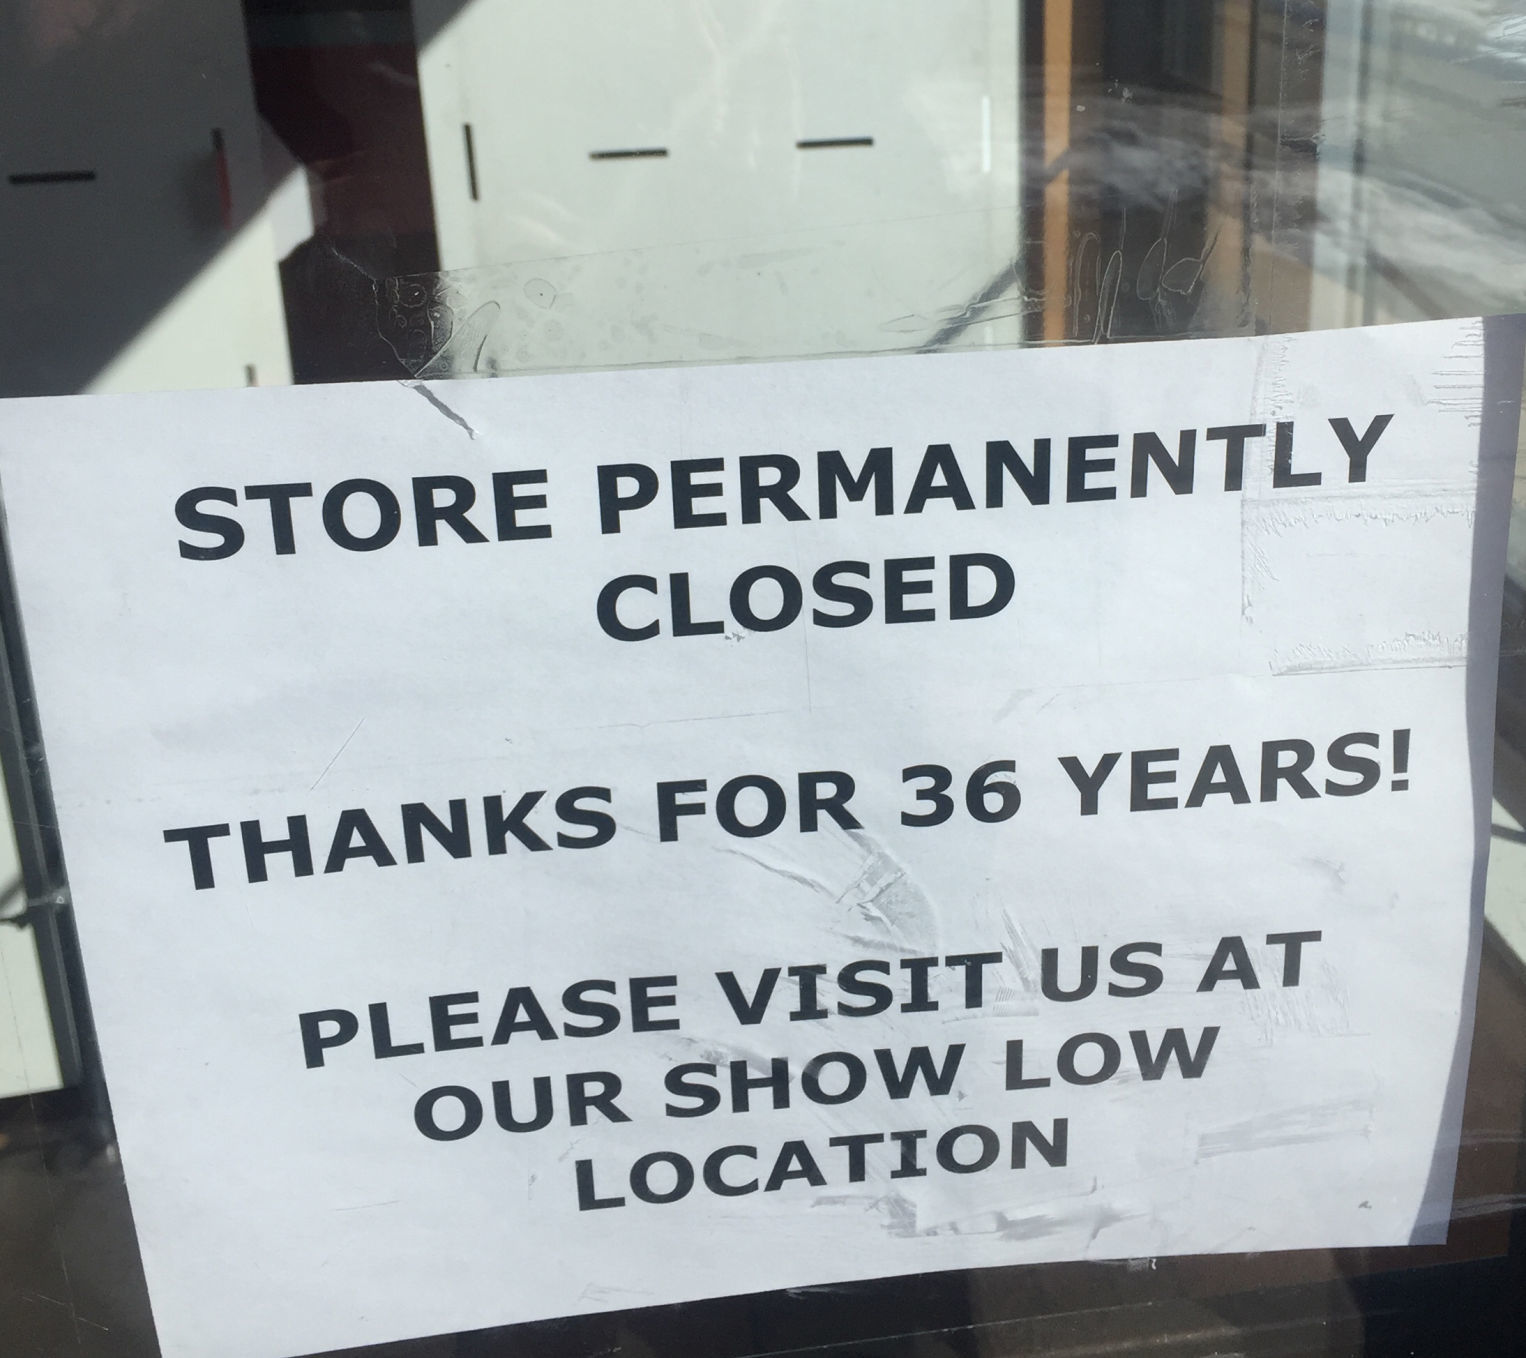 STORE PERMANENTLY
CLOSED
THANKS FOR 36 YEARS!
PLEASE VISIT US AT
OUR SHOW LOW
LOCATION